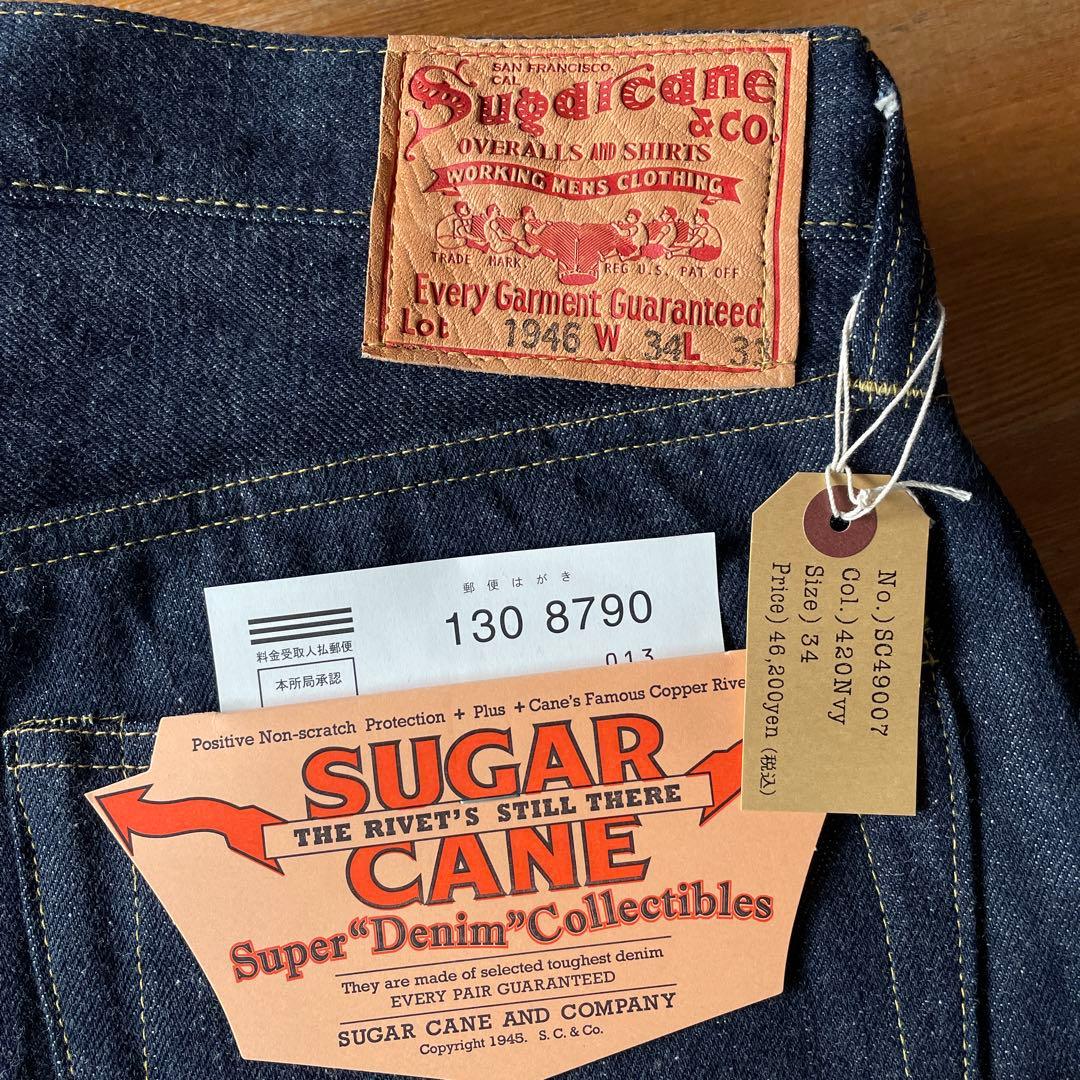 SAN FRANCISCO,
CAL
SugarCane
& CO.
OVERALLS AND SHIRTS
WORKING MENS CLOTHING
TRADE MARK. REG U.S. PAT OFF
Every Garment Guaranteed
Lot 1946 W 34 L
郵便はがき
130 8790
013
料金受取人払郵便
本所局承認
No.) SC49007
Col.) 420Nvy
Size) 34
Price) 46,200yen (税込)
Positive Non-scratch Protection + Plus + Cane's Famous Copper
SUGAR
THE RIVET'S STILL THERE
CANE
Super "Denim" Collectibles
They are made of selected toughest denim
EVERY PAIR GUARANTEED
SUGAR CANE AND COMPANY
Copyright 1945. S. C. & Co.